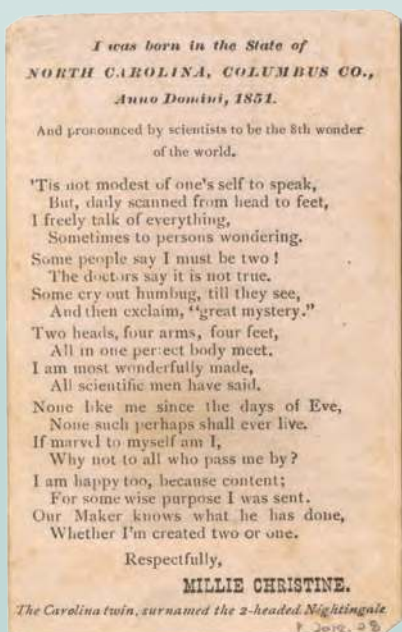 I was born in the State of
NORTH CAROLINA, COLUMBUS CO.,
Anno Domini, 1851.
And pronounced by scientists to be the 8th wonder
of the world.
'Tis not modest of one's self to speak,
But, daily scanned from head to feet,
I freely talk of everything,
Sometimes to persons wondering.
Some people say I must be two!
The doctors say it is not true.
Some cry out humbug, till they see,
And then exclaim, "great mystery."
Two heads, four arms, four feet,
All in one perfect body meet.
I am most wonderfully made,
All scientific men have said.
None like me since the days of Eve,
None such perhaps shall ever live.
If marvel to myself am I,
Why not to all who pass me by?
I am happy too, because content;
For some wise purpose I was sent.
Our Maker knows what he has done,
Whether I'm created two or one.
Respectfully,
MILLIE CHRISTINE.
The Carolina twin, surnamed the 2-headed Nightingale
P 2018.28